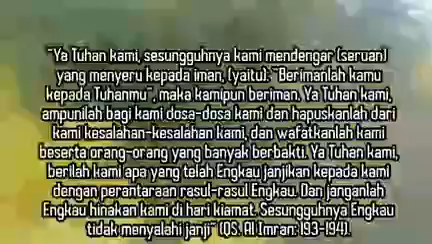 "Ya Tuhan kami, sesungguhnya kami mendengar (seruan)
yang menyeru kepada iman, (yaitu): "Berimanlah kamu
kepada Tuhanmu", maka kamipun beriman. Ya Tuhan kami,
ampunilah bagi kami dosa-dosa kami dan hapuskanlah dari
kami kesalahan-kesalahan kami, dan wafatkanlah kami
beserta orang-orang yang banyak berbakti. Ya Tuhan kami,
berilah kami apa yang telah Engkau janjikan kepada kami
dengan perantaraan rasul-rasul Engkau. Dan janganlah
Engkau hinakan kami di hari kiamat. Sesungguhnya Engkau
tidak menyalahi janji" (QS. Al Imran: 193-194).